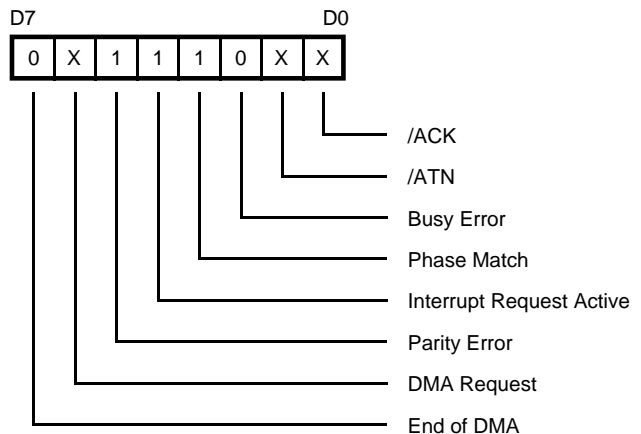 D7 D0
0 X 1 1 1 0 X X
/ACK
/ATN
Busy Error
Phase Match
Interrupt Request Active
Parity Error
DMA Request
End of DMA